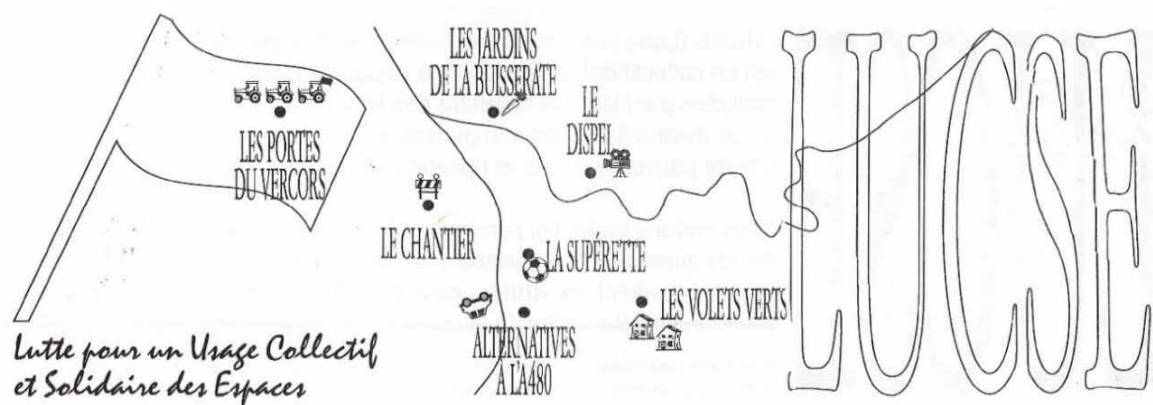 LES PORTES
DU VERCORS
LES JARDINS
DE LA BUISSERATE
LE
DISPEL
LE CHANTIER
LA SUPÉRETTE
LES VOLETS VERTS
ALTERNATIVES
À L'A480
LUCSE
Lutte pour un Usage Collectif
et Solidaire des Espaces